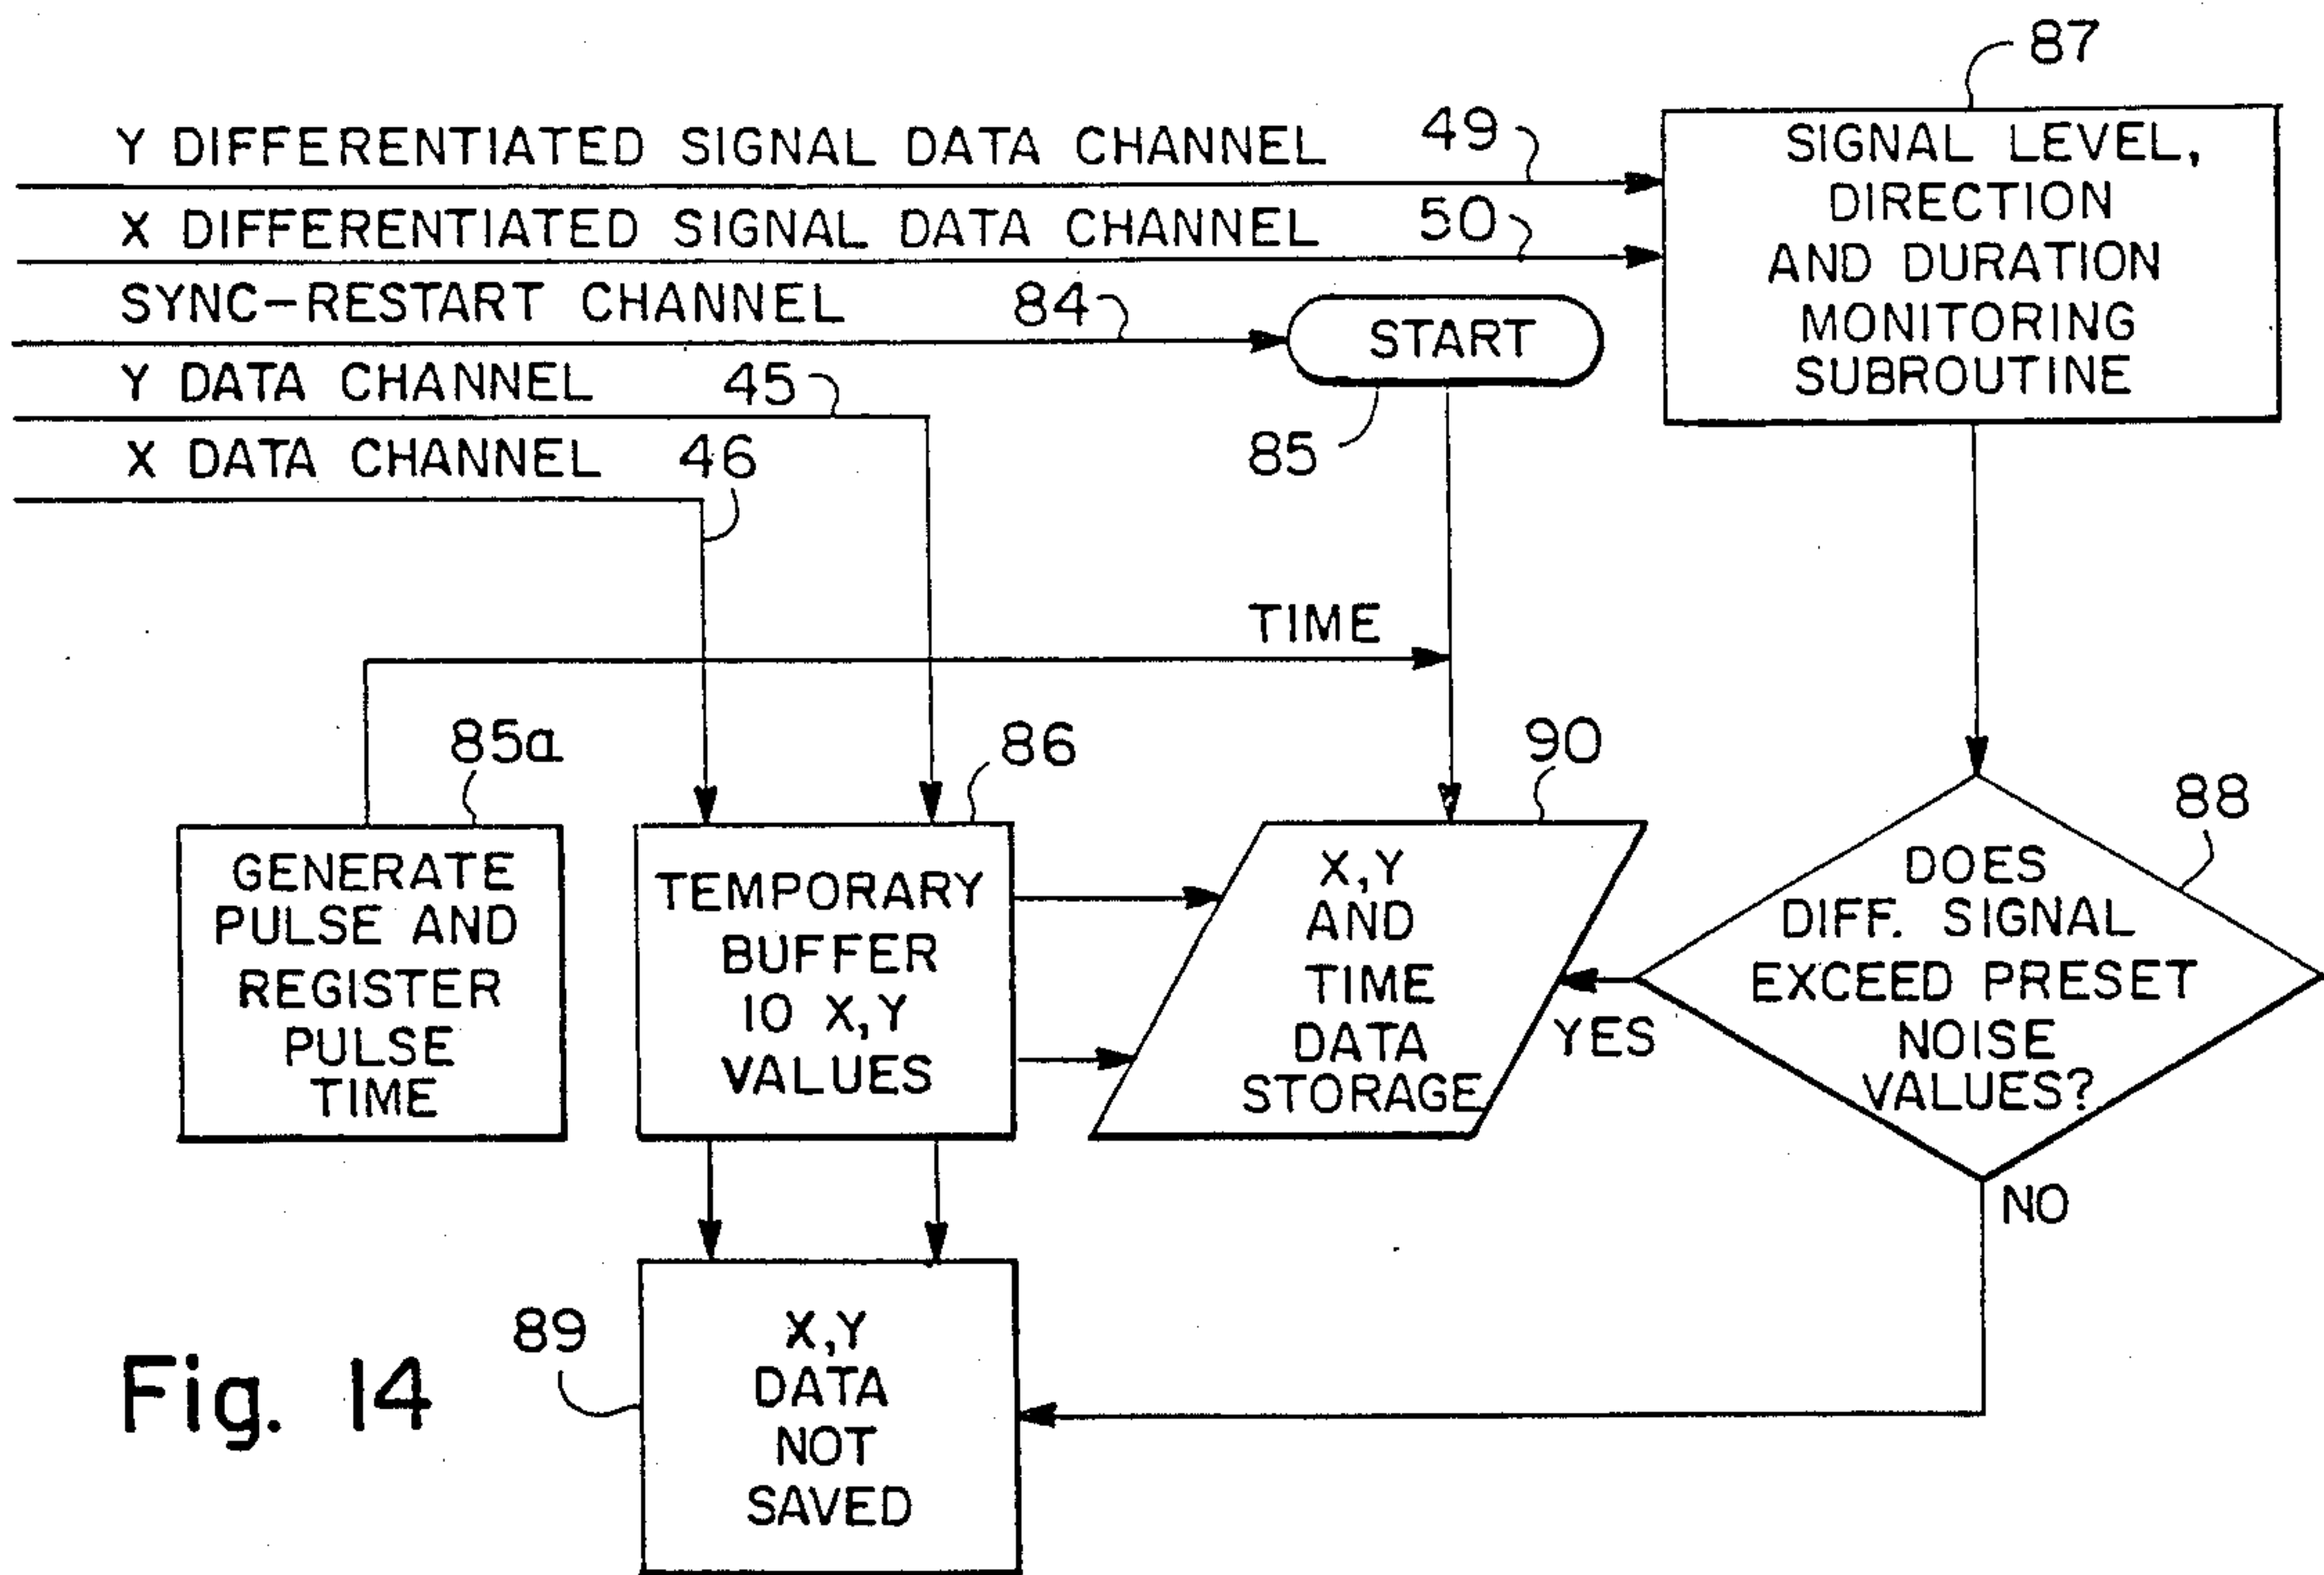 87
Y DIFFERENTIATED SIGNAL DATA CHANNEL 49
X DIFFERENTIATED SIGNAL DATA CHANNEL 50
SYNC-RESTART CHANNEL 84
Y DATA CHANNEL 45
X DATA CHANNEL 46
START
85
SIGNAL LEVEL,
DIRECTION
AND DURATION
MONITORING
SUBROUTINE
TIME
85a
GENERATE
PULSE AND
REGISTER
PULSE
TIME
86
TEMPORARY
BUFFER
10 X,Y
VALUES
90
X,Y
AND
TIME
DATA
STORAGE
88
DOES
DIFF. SIGNAL
EXCEED PRESET
NOISE
VALUES?
YES
NO
89
X,Y
DATA
NOT
SAVED
Fig. 14